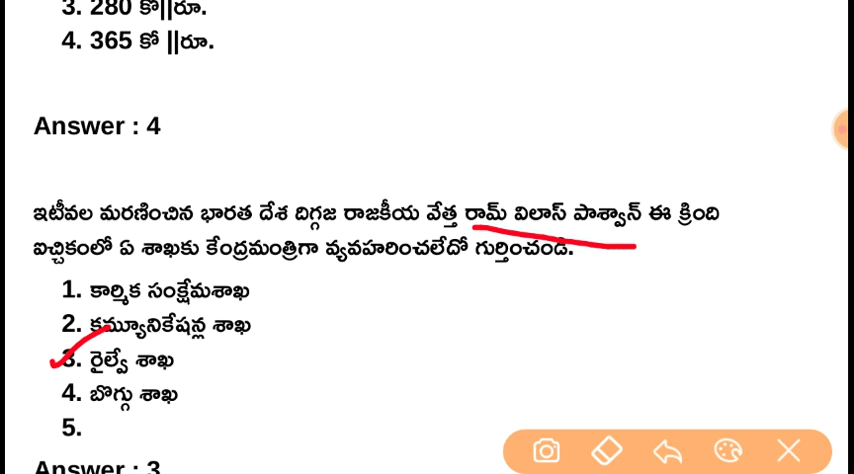 3. 280 కో||రూ.
4. 365 కో ||రూ.
Answer : 4
ఇటీవల మరణించిన భారత దేశ దిగ్గజ రాజకీయ వేత్త రామ్ విలాస్ పాశ్వాన్ ఈ క్రింది
ఐచ్చికంలో ఏ శాఖకు కేంద్రమంత్రిగా వ్యవహరించలేదో గుర్తించండి.
1. కార్మిక సంక్షేమశాఖ
2. కమ్యూనికేషన్ల శాఖ
3. రైల్వే శాఖ
4. బొగ్గు శాఖ
5.
Answer : 3